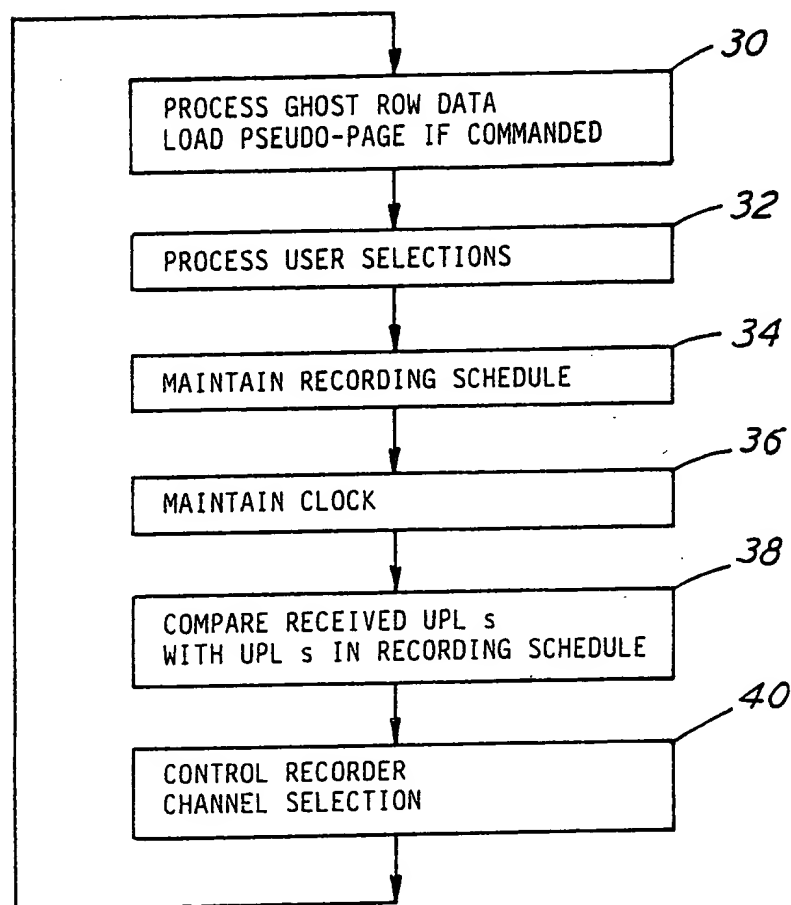 30
PROCESS GHOST ROW DATA
LOAD PSEUDO-PAGE IF COMMANDED
32
PROCESS USER SELECTIONS
34
MAINTAIN RECORDING SCHEDULE
36
MAINTAIN CLOCK
38
COMPARE RECEIVED UPL s
WITH UPL s IN RECORDING SCHEDULE
40
CONTROL RECORDER
CHANNEL SELECTION